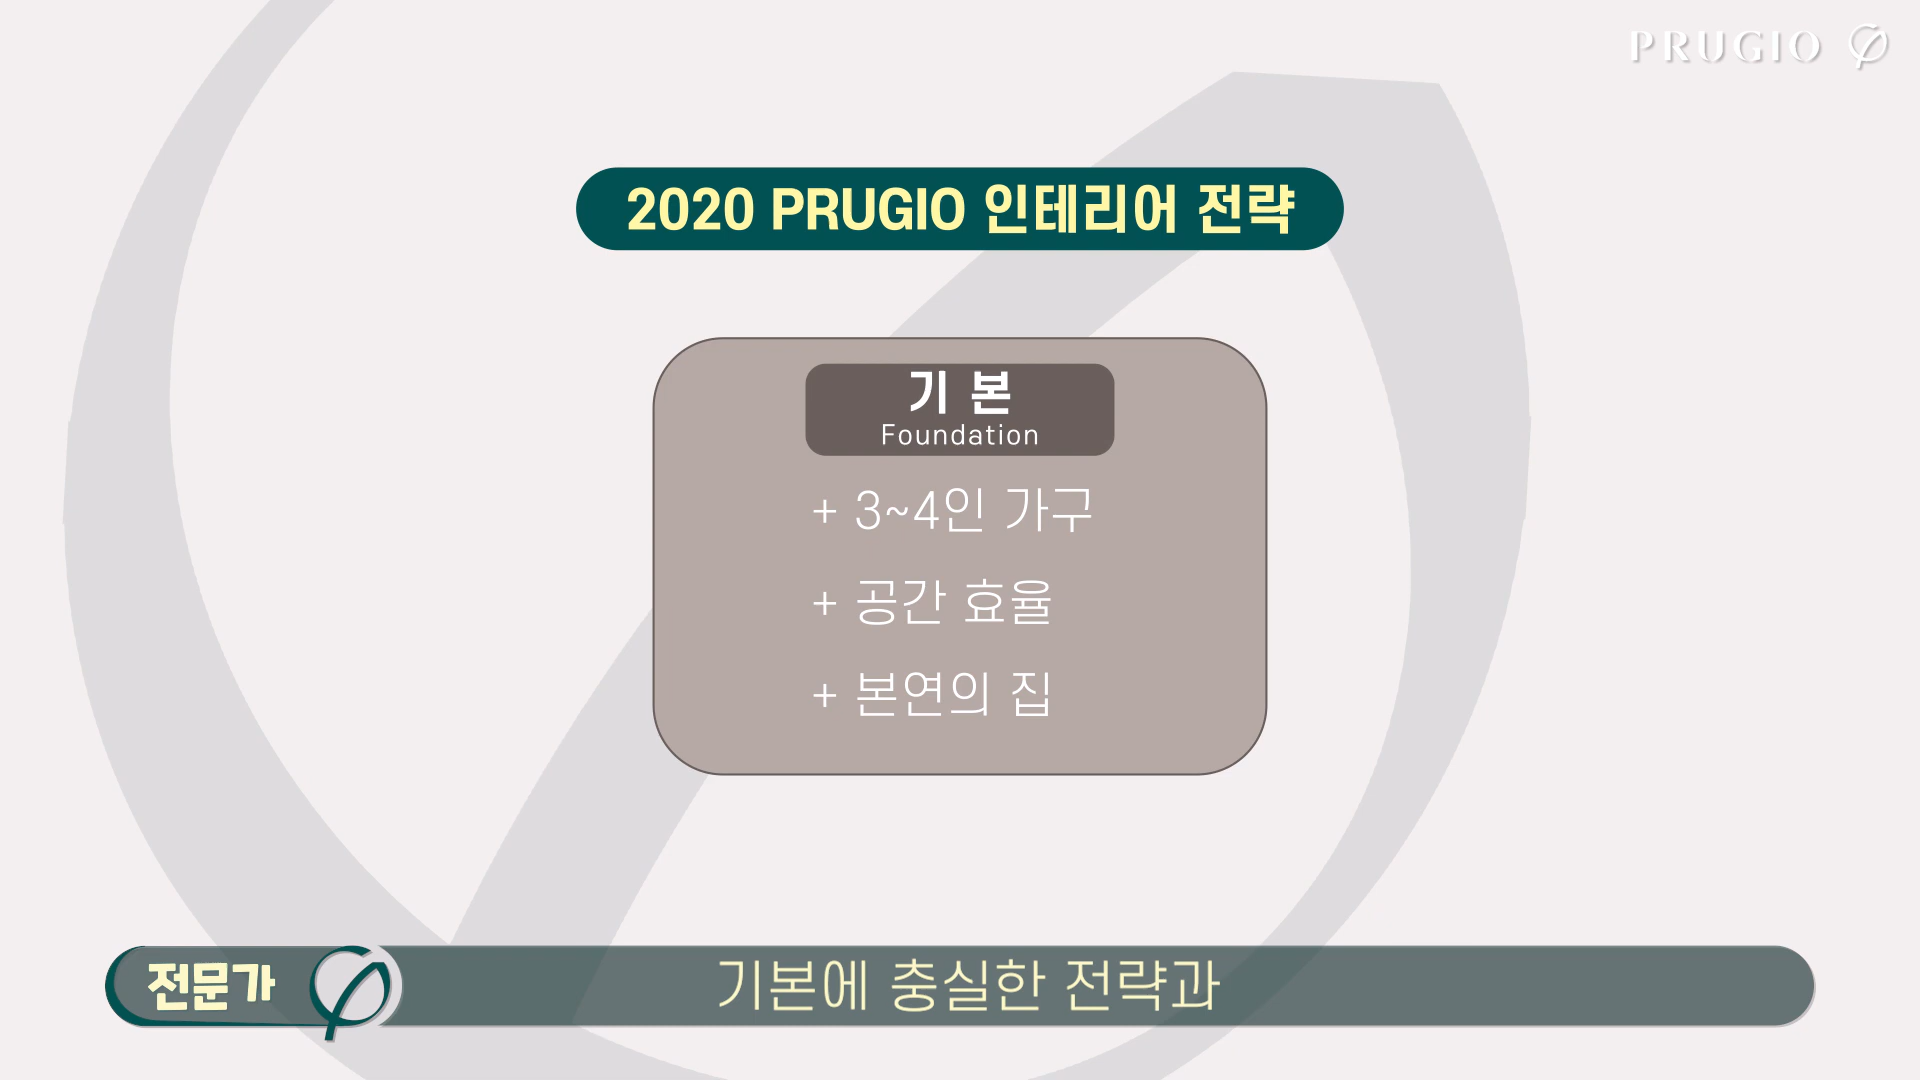 PRUGIO
2020 PRUGIO 인테리어 전략
기 본
Foundation
+ 3~4인 가구
+ 공간 효율
+ 본연의 집
전문가
기본에 충실한 전략과